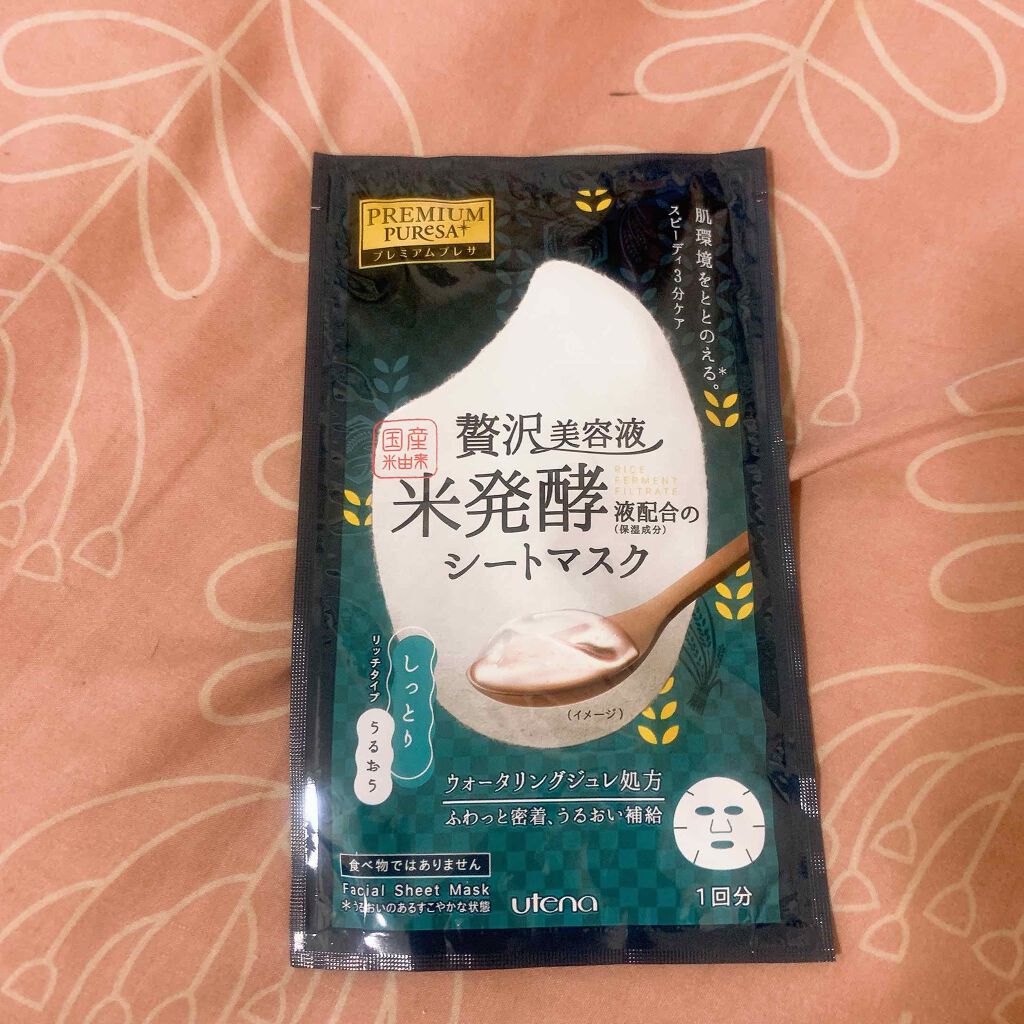 PREMIUM
PUReSA
プレミアムプレサ
肌環境をととのえる。*
スピーディ3分ケア
国産
米由来
贅沢美容液
米発酵
RICE
FERMENT
FILTRATE
液配合の
(保湿成分)
シートマスク
しっとり
リッチタイプ
うるおう
(イメージ)
ウォータリングジュレ処方
ふわっと密着、うるおい補給
食べ物ではありません
Facial Sheet Mask
*うるおいのあるすこやかな状態
utena
1回分